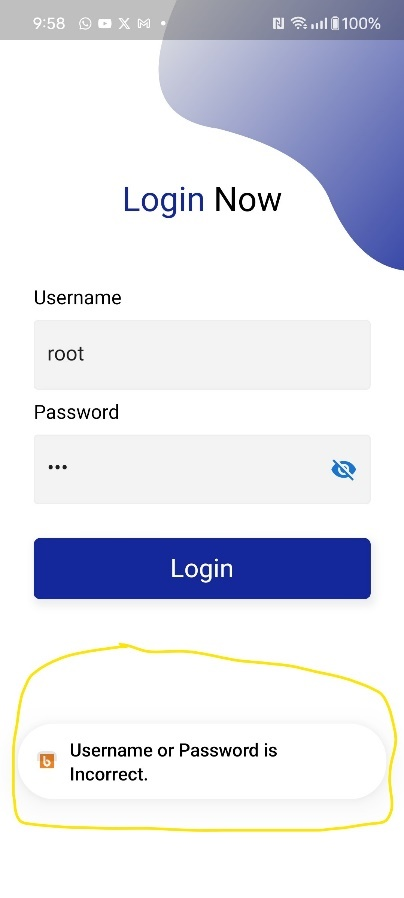 9:58 100%
Login Now
Username
root
Password
•••
Login
Username or Password is
Incorrect.